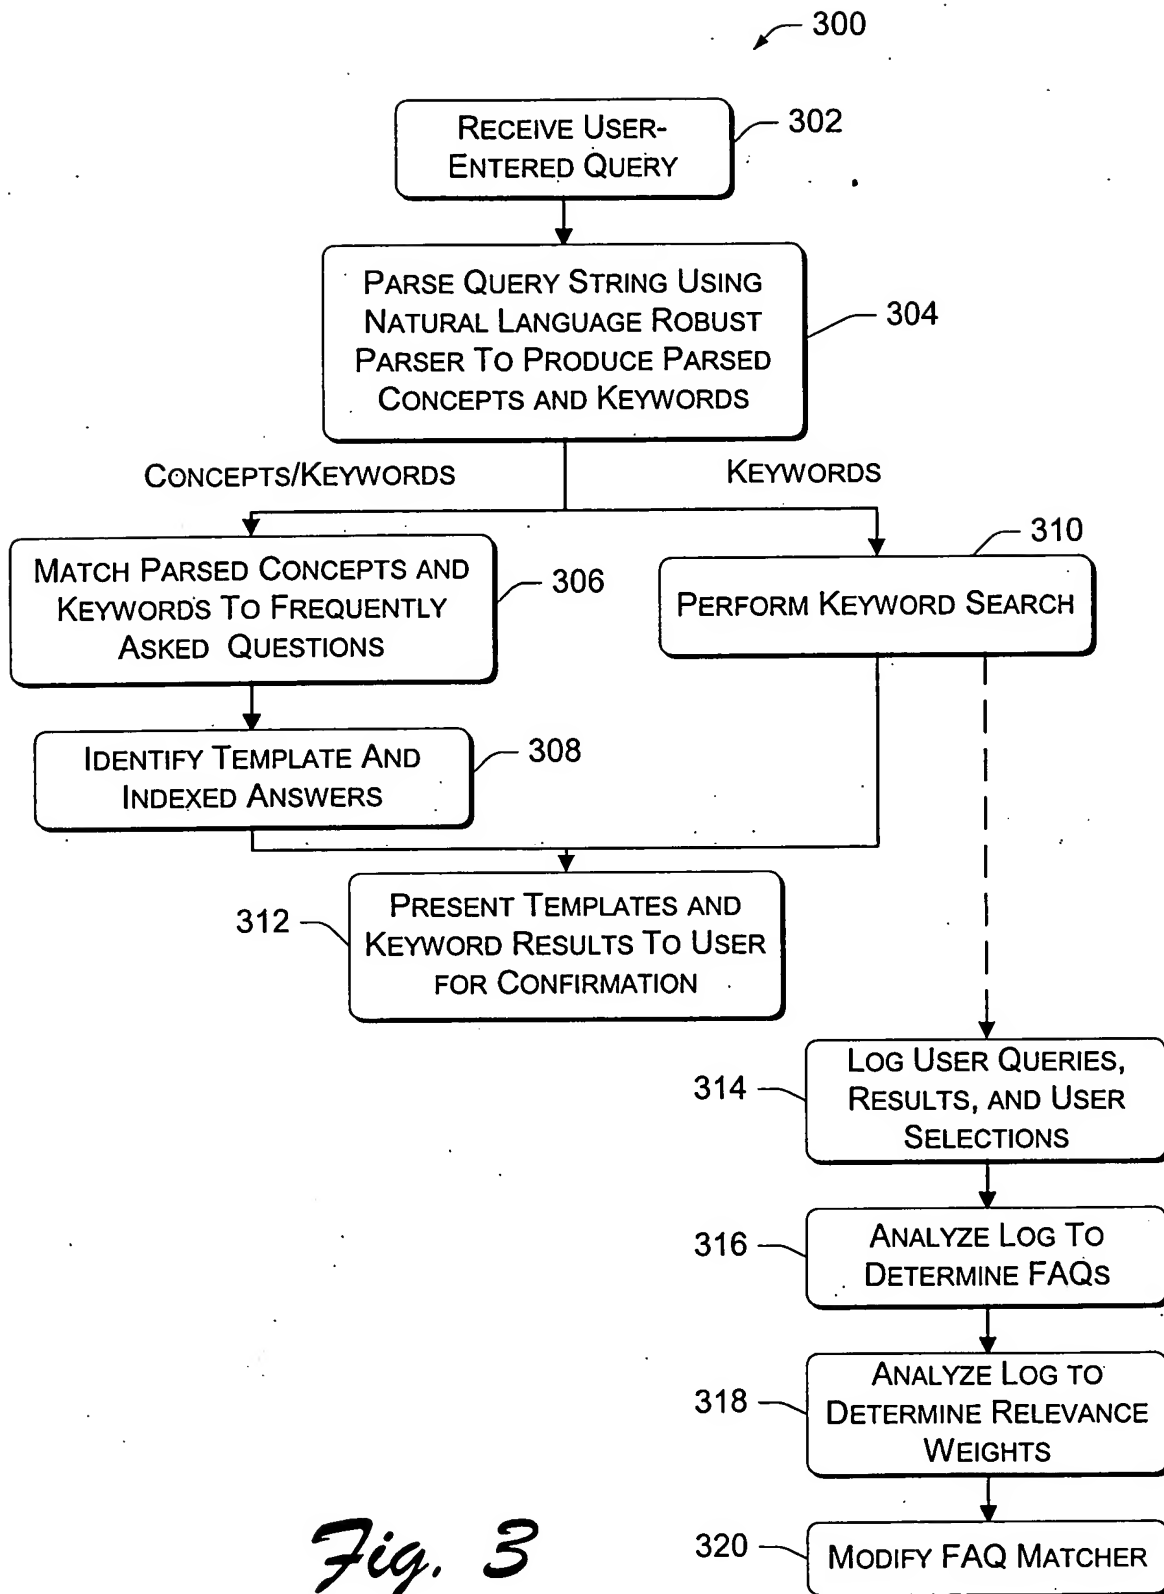 300
RECEIVE USER-
ENTERED QUERY
302
PARSE QUERY STRING USING
NATURAL LANGUAGE ROBUST
PARSER TO PRODUCE PARSED
CONCEPTS AND KEYWORDS
304
CONCEPTS/KEYWORDS
KEYWORDS
MATCH PARSED CONCEPTS AND
KEYWORDS TO FREQUENTLY
ASKED QUESTIONS
306
310
PERFORM KEYWORD SEARCH
IDENTIFY TEMPLATE AND
INDEXED ANSWERS
308
312
PRESENT TEMPLATES AND
KEYWORD RESULTS TO USER
FOR CONFIRMATION
314
LOG USER QUERIES,
RESULTS, AND USER
SELECTIONS
316
ANALYZE LOG TO
DETERMINE FAQS
318
ANALYZE LOG TO
DETERMINE RELEVANCE
WEIGHTS
320
MODIFY FAQ MATCHER
Fig. 3